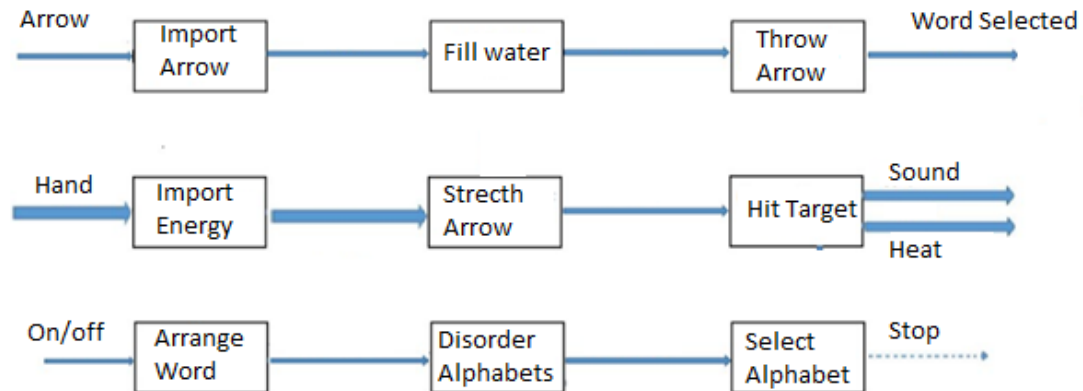 Arrow
Import
Arrow
Fill water
Throw
Arrow
Word Selected
Hand
Import
Energy
Strecth
Arrow
Hit Target
Sound
Heat
On/off
Arrange
Word
Disorder
Alphabets
Select
Alphabet
Stop